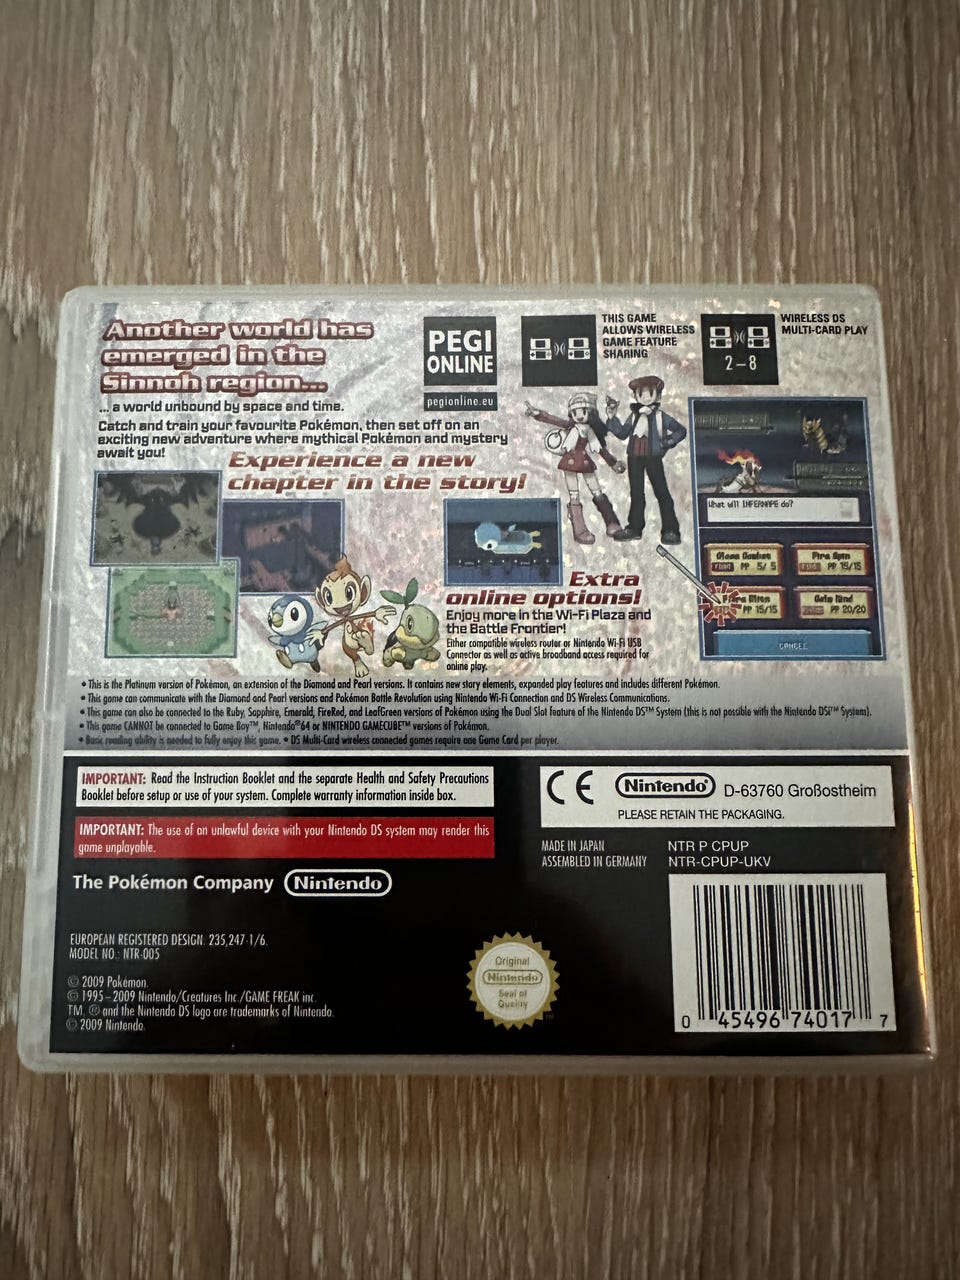 Another world has
emerged in the
Sinnoh region...
... a world unbound by space and time.
Catch and train your favourite Pokémon, then set off on an
exciting new adventure where mythical Pokémon and mystery
await you!
Experience a new
chapter in the story!
PEGI
ONLINE
pegionline.eu
THIS GAME
ALLOWS WIRELESS
GAME FEATURE
SHARING
2–8
WIRELESS DS
MULTI-CARD PLAY
What will INFERNAPE do?
Close Combat
PP 5/ 5
Fire Spin
FIRE PP 15/15
PP 15/15
Calm Mind
PP 20/20
CANCEL
Extra
online options!
Enjoy more in the Wi-Fi Plaza and
the Battle Frontier!
Either compatible wireless router or Nintendo Wi-Fi USB
Connector as well as active broadband access required for
online play.
• This is the Platinum version of Pokémon, an extension of the Diamond and Pearl versions. It contains new story elements, expanded play features and includes different Pokémon.
• This game can communicate with the Diamond and Pearl versions and Pokémon Battle Revolution using Nintendo Wi-Fi Connection and DS Wireless Communications.
• This game can also be connected to the Ruby, Sapphire, Emerald, FireRed, and LeafGreen versions of Pokémon using the Dual Slot feature of the Nintendo DS™ System (this is not possible with the Nintendo DSi™ System).
• This game CANNOT be connected to Game Boy™, Nintendo®64 or NINTENDO GAMECUBE™ versions of Pokémon.
• Basic reading ability is needed to fully enjoy this game. • DS Multi-Card wireless connected games require one Game Card per player.
IMPORTANT: Read the Instruction Booklet and the separate Health and Safety Precautions
Booklet before setup or use of your system. Complete warranty information inside box.
IMPORTANT: The use of an unlawful device with your Nintendo DS system may render this
game unplayable.
The Pokémon Company Nintendo
CE Nintendo D-63760 Großostheim
PLEASE RETAIN THE PACKAGING.
MADE IN JAPAN NTR P CPUP
ASSEMBLED IN GERMANY NTR-CPUP-UKV
EUROPEAN REGISTERED DESIGN: 235,247-1/6.
MODEL NO.: NTR-005
© 2009 Pokémon.
© 1995–2009 Nintendo/Creatures Inc./GAME FREAK inc.
TM, ® and the Nintendo DS logo are trademarks of Nintendo.
© 2009 Nintendo.
Original
Nintendo
Seal of
Quality
TM
0 45496 74017 7